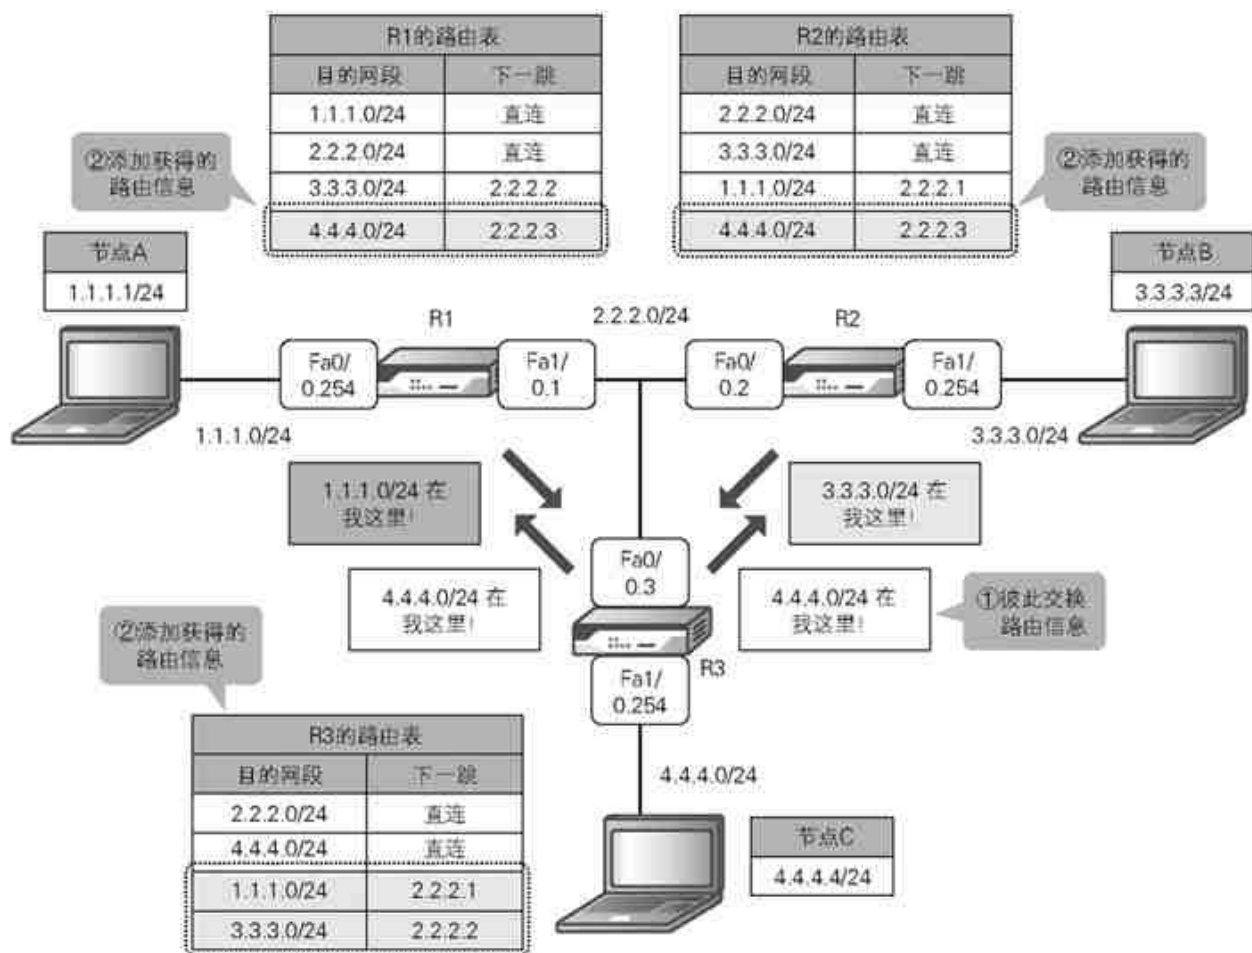 R1的路由表
目的网段 下一跳
1.1.1.0/24 直连
2.2.2.0/24 直连
3.3.3.0/24 2.2.2.2
4.4.4.0/24 2.2.2.3
R2的路由表
目的网段 下一跳
2.2.2.0/24 直连
3.3.3.0/24 直连
1.1.1.0/24 2.2.2.1
4.4.4.0/24 2.2.2.3
②添加获得的
路由信息
②添加获得的
路由信息
节点A
1.1.1.1/24
节点B
3.3.3.3/24
R1
2.2.2.0/24
R2
Fa0/
0.254
Fa1/
0.1
Fa0/
0.2
Fa1/
0.254
1.1.1.0/24
3.3.3.0/24
1.1.1.0/24 在
我这里!
3.3.3.0/24 在
我这里!
Fa0/
0.3
4.4.4.0/24 在
我这里!
4.4.4.0/24 在
我这里!
①彼此交换
路由信息
②添加获得的
路由信息
R3
Fa1/
0.254
R3的路由表
目的网段 下一跳
2.2.2.0/24 直连
4.4.4.0/24 直连
1.1.1.0/24 2.2.2.1
3.3.3.0/24 2.2.2.2
4.4.4.0/24
节点C
4.4.4.4/24